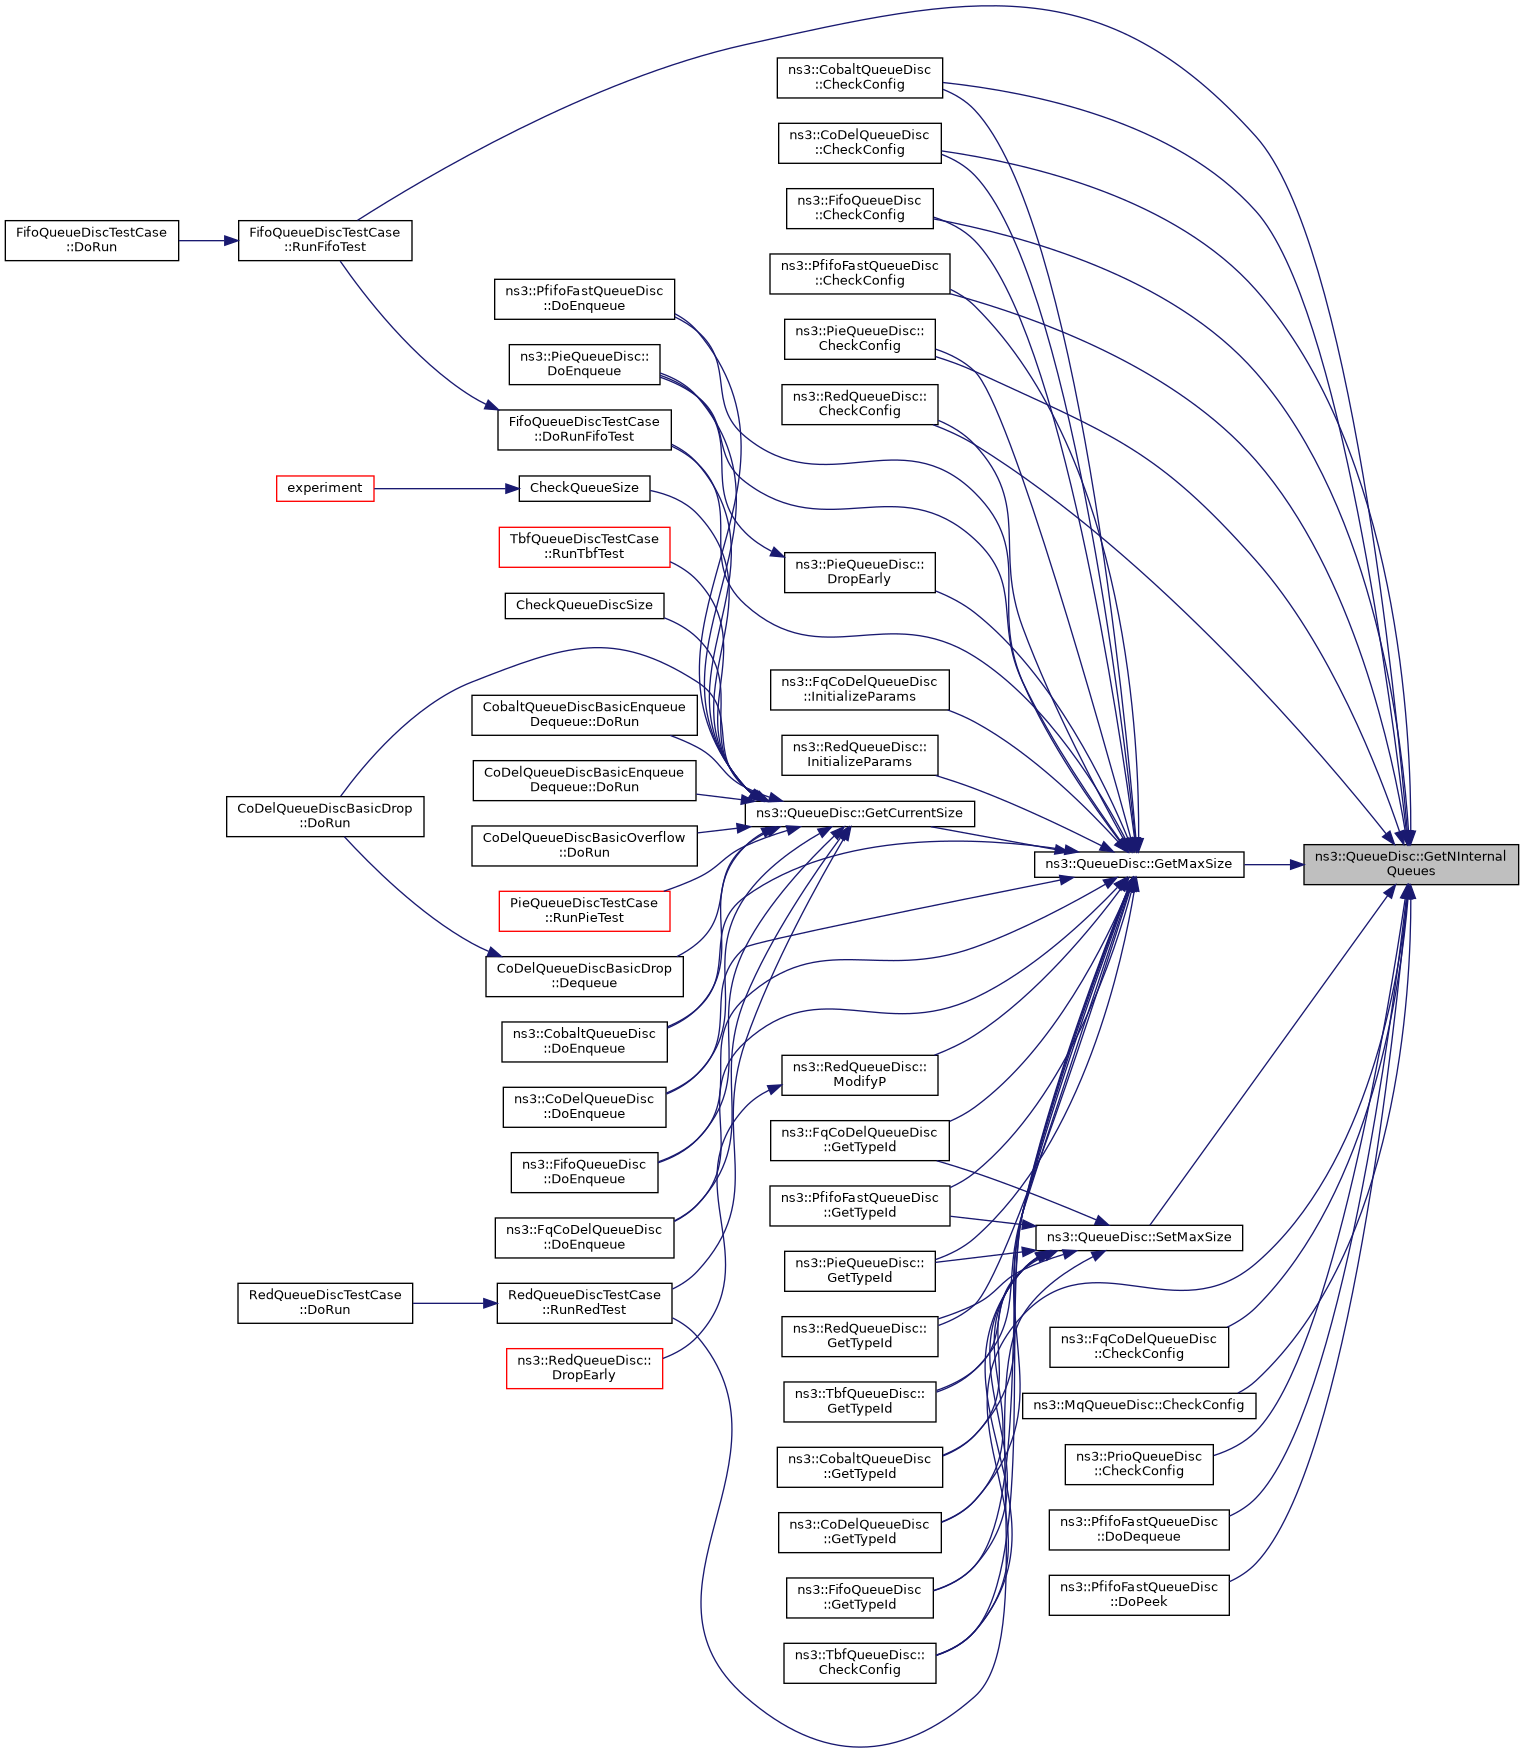 ns3::CobaltQueueDisc
::CheckConfig
ns3::CoDelQueueDisc
::CheckConfig
ns3::FifoQueueDisc
::CheckConfig
FifoQueueDiscTestCase
::DoRun
FifoQueueDiscTestCase
::RunFifoTest
ns3::PfifoFastQueueDisc
::CheckConfig
ns3::PfifoFastQueueDisc
::DoEnqueue
ns3::PieQueueDisc::
CheckConfig
ns3::PieQueueDisc::
DoEnqueue
ns3::RedQueueDisc::
CheckConfig
FifoQueueDiscTestCase
::DoRunFifoTest
experiment
CheckQueueSize
TbfQueueDiscTestCase
::RunTbfTest
ns3::PieQueueDisc::
DropEarly
CheckQueueDiscSize
ns3::FqCoDelQueueDisc
::InitializeParams
CobaltQueueDiscBasicEnqueue
Dequeue::DoRun
ns3::RedQueueDisc::
InitializeParams
CoDelQueueDiscBasicEnqueue
Dequeue::DoRun
CoDelQueueDiscBasicDrop
::DoRun
ns3::QueueDisc::GetCurrentSize
CoDelQueueDiscBasicOverflow
::DoRun
ns3::QueueDisc::GetMaxSize
ns3::QueueDisc::GetNInternal
Queues
PieQueueDiscTestCase
::RunPieTest
CoDelQueueDiscBasicDrop
::Dequeue
ns3::CobaltQueueDisc
::DoEnqueue
ns3::RedQueueDisc::
ModifyP
ns3::CoDelQueueDisc
::DoEnqueue
ns3::FqCoDelQueueDisc
::GetTypeId
ns3::FifoQueueDisc
::DoEnqueue
ns3::PfifoFastQueueDisc
::GetTypeId
ns3::FqCoDelQueueDisc
::DoEnqueue
ns3::QueueDisc::SetMaxSize
ns3::PieQueueDisc::
GetTypeId
RedQueueDiscTestCase
::DoRun
RedQueueDiscTestCase
::RunRedTest
ns3::RedQueueDisc::
GetTypeId
ns3::FqCoDelQueueDisc
::CheckConfig
ns3::RedQueueDisc::
DropEarly
ns3::TbfQueueDisc::
GetTypeId
ns3::MqQueueDisc::CheckConfig
ns3::CobaltQueueDisc
::GetTypeId
ns3::PrioQueueDisc
::CheckConfig
ns3::CoDelQueueDisc
::GetTypeId
ns3::PfifoFastQueueDisc
::DoDequeue
ns3::FifoQueueDisc
::GetTypeId
ns3::PfifoFastQueueDisc
::DoPeek
ns3::TbfQueueDisc::
CheckConfig